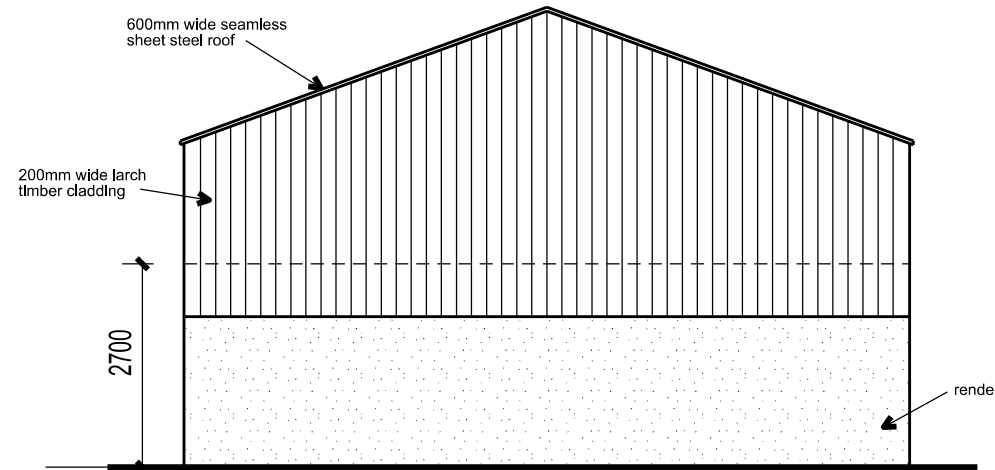 600mm wide seamless
sheet steel roof
200mm wide larch
timber cladding
2700
rende